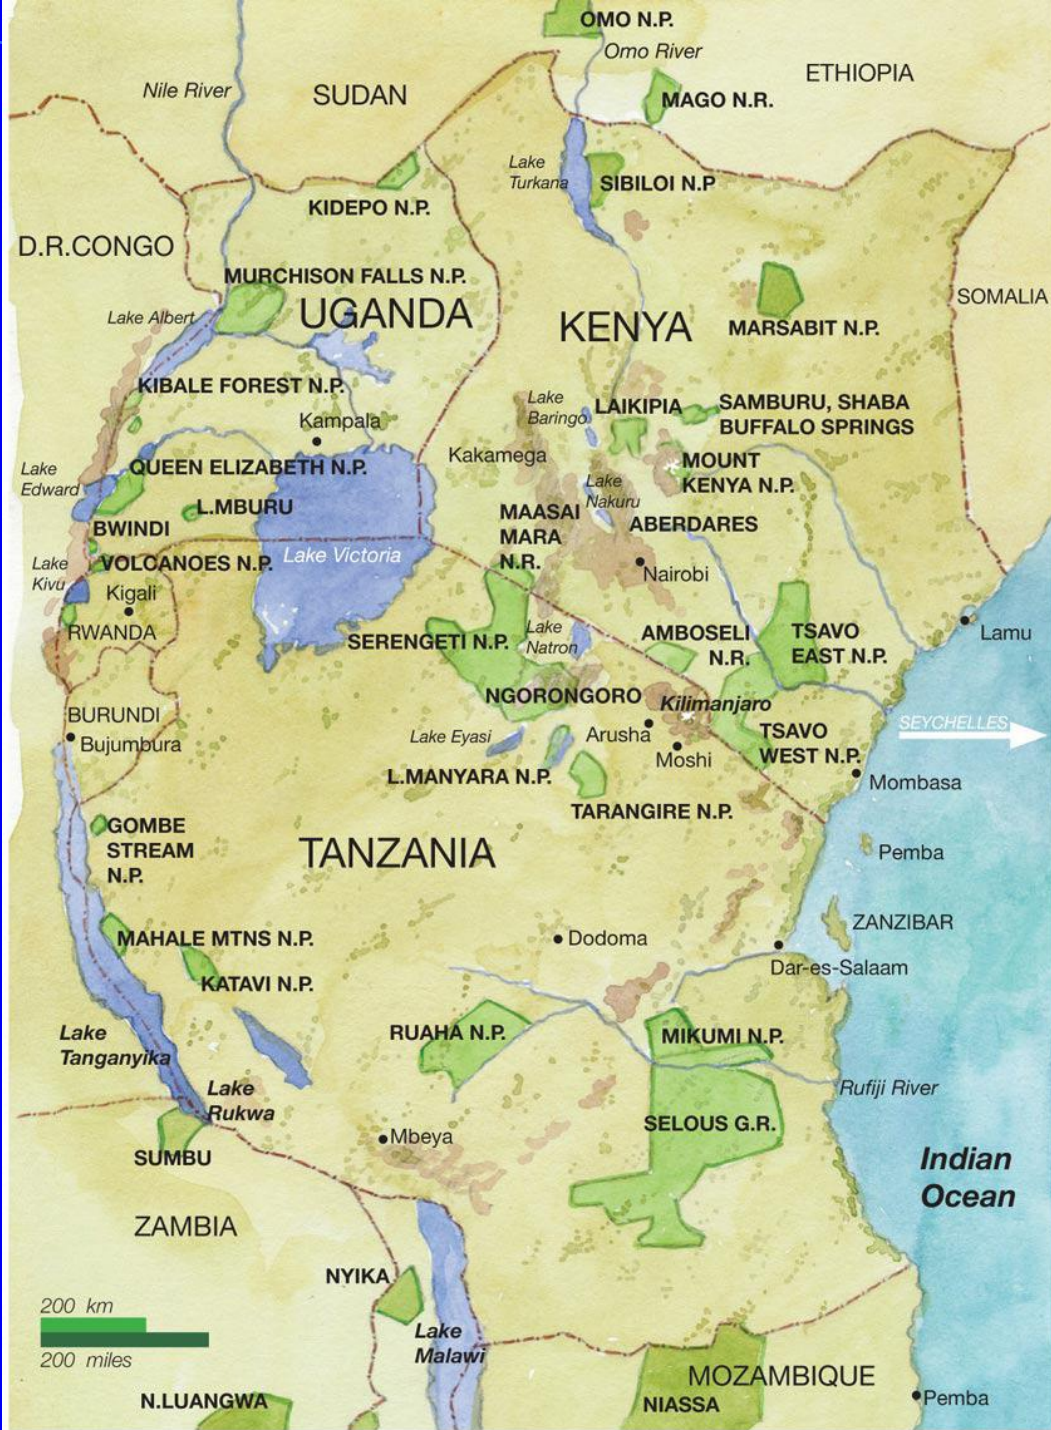 OMO N.P.
Omo River
ETHIOPIA
Nile River
SUDAN
MAGO N.R.
Lake
Turkana
SIBILOI N.P
KIDEPO N.P.
D.R.CONGO
MURCHISON FALLS N.P.
SOMALIA
Lake Albert
UGANDA
KENYA
MARSABIT N.P.
KIBALE FOREST N.P.
Lake
Baringo
LAIKIPIA
SAMBURU, SHABA
BUFFALO SPRINGS
Kampala
Kakamega
Lake
Edward
QUEEN ELIZABETH N.P.
MOUNT
KENYA N.P.
Lake
Nakuru
L.MBURU
MAASAI
MARA
N.R.
ABERDARES
BWINDI
Lake Victoria
Lake
Kivu
VOLCANOES N.P.
Nairobi
Kigali
RWANDA
SERENGETI N.P.
Lake
Natron
AMBOSELI
N.R.
TSAVO
EAST N.P.
Lamu
NGORONGORO
Kilimanjaro
BURUNDI
Bujumbura
Lake Eyasi
Arusha
Moshi
TSAVO
WEST N.P.
SEYCHELLES
L.MANYARA N.P.
Mombasa
TARANGIRE N.P.
GOMBE
STREAM
N.P.
TANZANIA
Pemba
MAHALE MTNS N.P.
Dodoma
ZANZIBAR
KATAVI N.P.
Dar-es-Salaam
Lake
Tanganyika
RUAHA N.P.
MIKUMI N.P.
Lake
Rukwa
Rufiji River
SELOUS G.R.
Mbeya
SUMBU
Indian
Ocean
ZAMBIA
NYIKA
200 km
200 miles
Lake
Malawi
MOZAMBIQUE
N.LUANGWA
NIASSA
Pemba